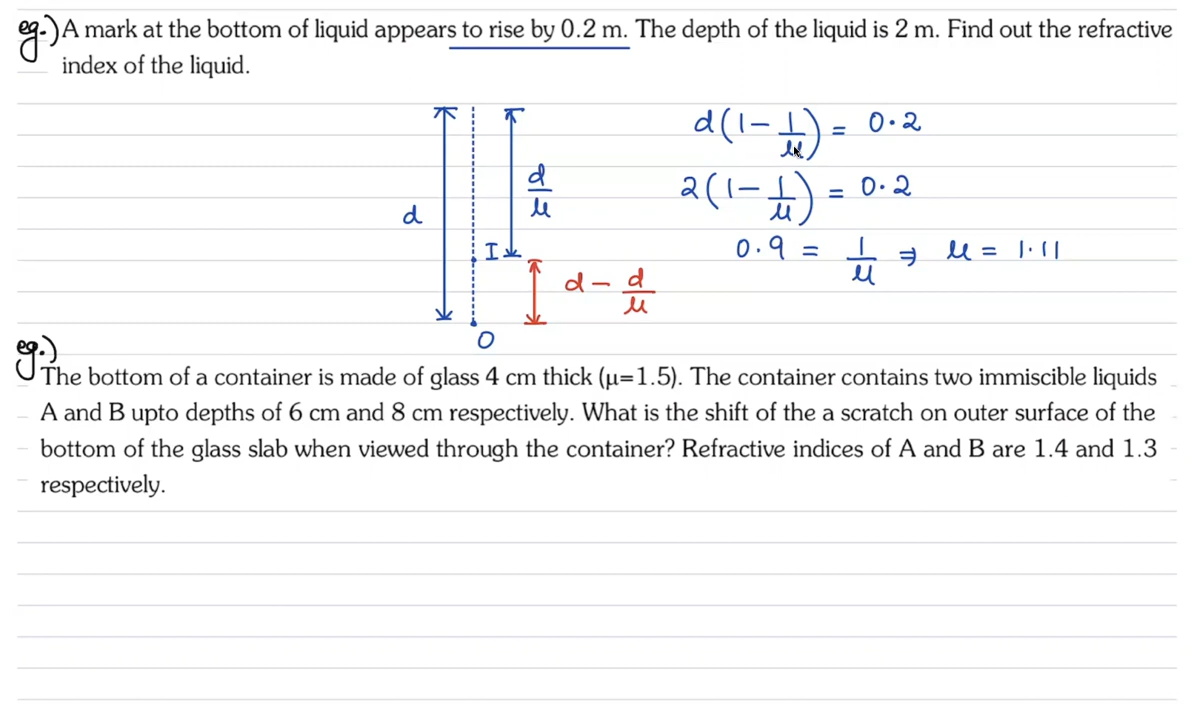 eg.) A mark at the bottom of liquid appears to rise by 0.2 m. The depth of the liquid is 2 m. Find out the refractive
index of the liquid.
d(1 - 1/μ) = 0.2
d/μ
2(1 - 1/μ) = 0.2
d
I
0.9 = 1/μ ⇒ μ = 1.11
d - d/μ
O
eg.)
The bottom of a container is made of glass 4 cm thick (μ=1.5). The container contains two immiscible liquids
A and B upto depths of 6 cm and 8 cm respectively. What is the shift of the a scratch on outer surface of the
bottom of the glass slab when viewed through the container? Refractive indices of A and B are 1.4 and 1.3
respectively.